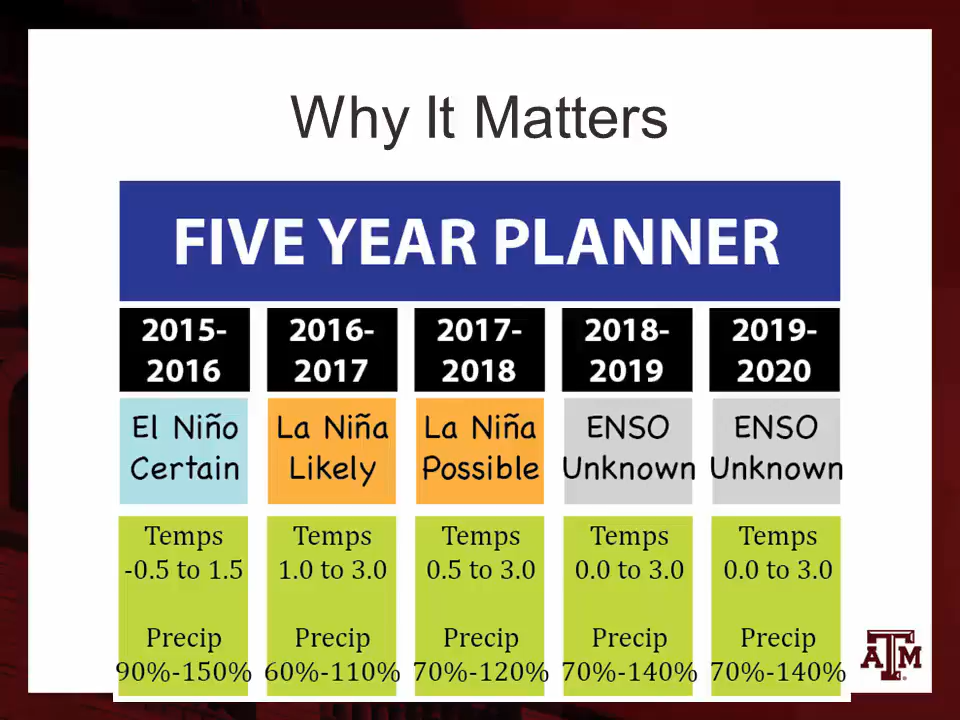 Why It Matters
FIVE YEAR PLANNER
2015-
2016
2016-
2017
2017-
2018
2018-
2019
2019-
2020
El Niño
Certain
La Niña
Likely
La Niña
Possible
ENSO
Unknown
ENSO
Unknown
Temps
-0.5 to 1.5
Precip
90%-150%
Temps
1.0 to 3.0
Precip
60%-110%
Temps
0.5 to 3.0
Precip
70%-120%
Temps
0.0 to 3.0
Precip
70%-140%
Temps
0.0 to 3.0
Precip
70%-140%
ATM